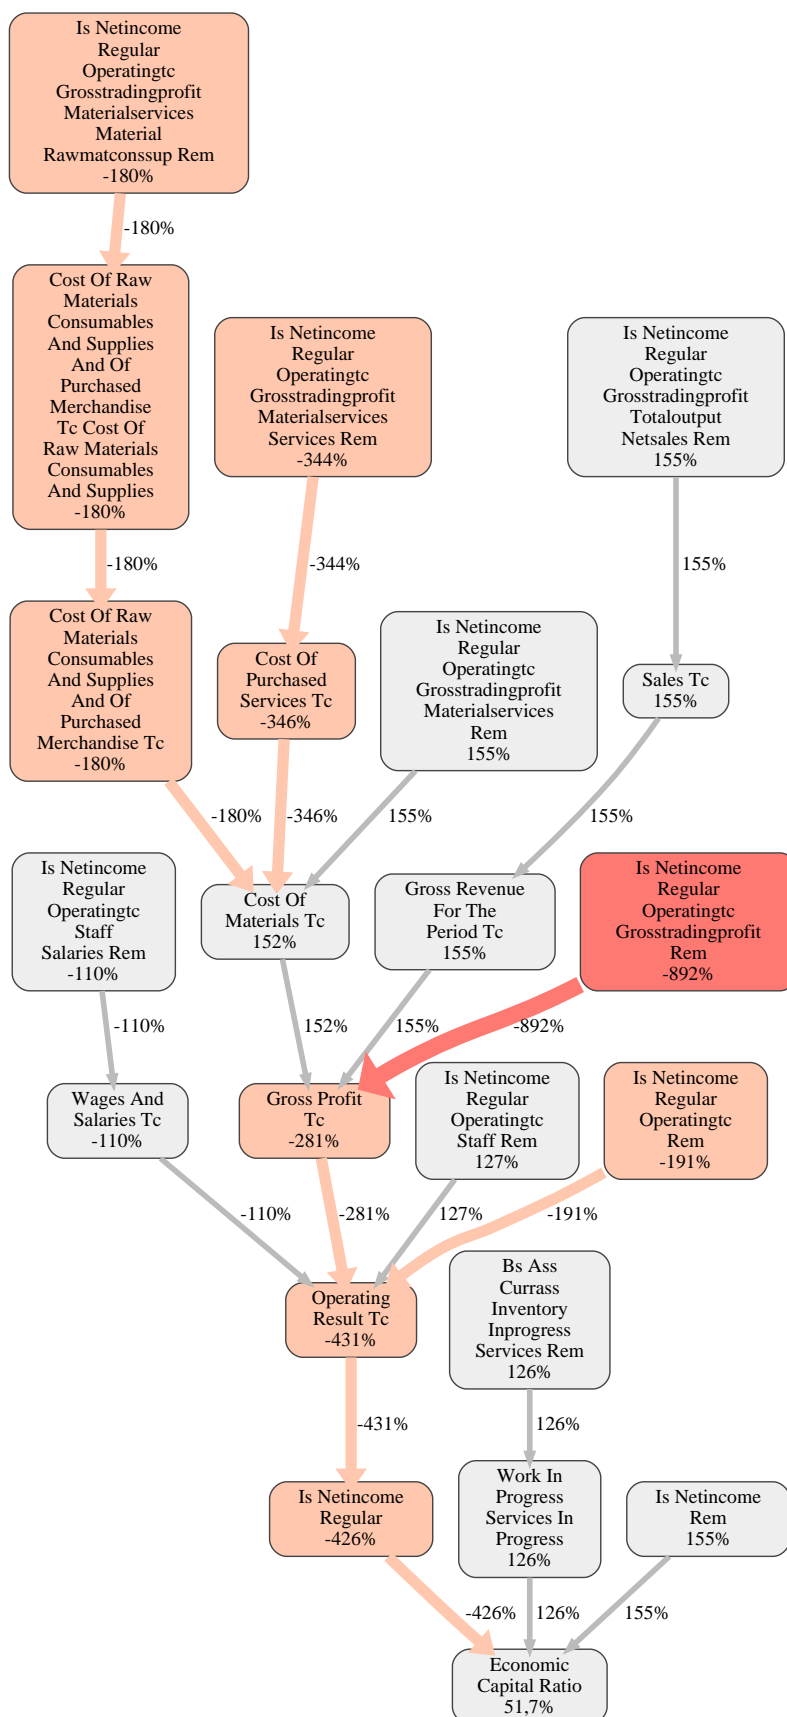 Is Netincome
Regular
Operatingtc
Grosstradingprofit
Materialservices
Material
Rawmatconssup Rem
-180%
-180%
Cost Of Raw
Materials
Consumables
And Supplies
And Of
Purchased
Merchandise
Tc Cost Of
Raw Materials
Consumables
And Supplies
-180%
Is Netincome
Regular
Operatingtc
Grosstradingprofit
Materialservices
Services Rem
-344%
Is Netincome
Regular
Operatingtc
Grosstradingprofit
Totaloutput
Netsales Rem
155%
-180%
-344%
155%
Cost Of Raw
Materials
Consumables
And Supplies
And Of
Purchased
Merchandise Tc
-180%
Cost Of
Purchased
Services Tc
-346%
Is Netincome
Regular
Operatingtc
Grosstradingprofit
Materialservices
Rem
155%
Sales Tc
155%
-180%
-346%
155%
155%
Is Netincome
Regular
Operatingtc
Staff
Salaries Rem
-110%
Cost Of
Materials Tc
152%
Gross Revenue
For The
Period Tc
155%
Is Netincome
Regular
Operatingtc
Grosstradingprofit
Rem
-892%
-110%
152%
155%
-892%
Wages And
Salaries Tc
-110%
Gross Profit
Tc
-281%
Is Netincome
Regular
Operatingtc
Staff Rem
127%
Is Netincome
Regular
Operatingtc
Rem
-191%
-110%
-281%
127%
-191%
Operating
Result Tc
-431%
Bs Ass
Currass
Inventory
Inprogress
Services Rem
126%
-431%
126%
Is Netincome
Regular
-426%
Work In
Progress
Services In
Progress
126%
Is Netincome
Rem
155%
-426%
126%
155%
Economic
Capital Ratio
51,7%